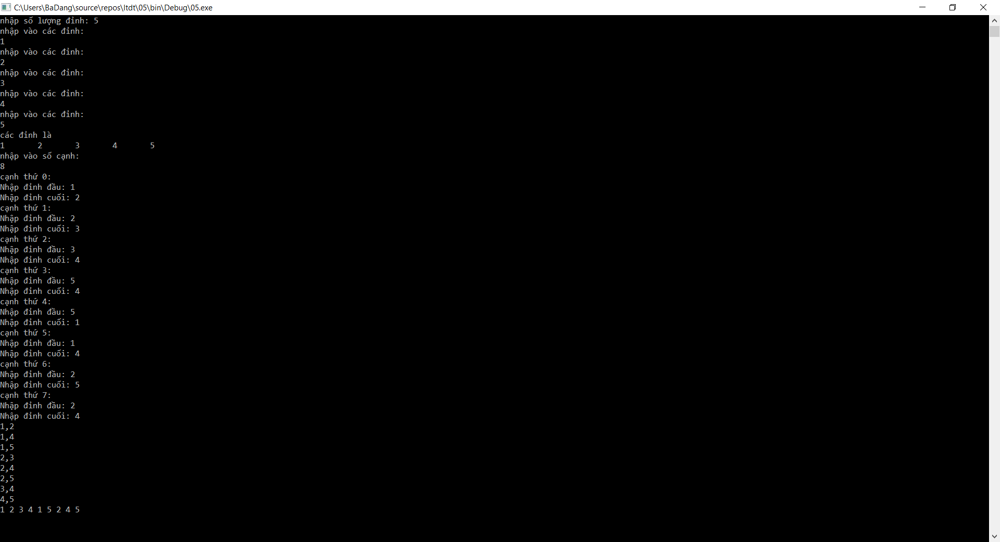 C:\Users\BaDang\source\repos\ltdt\05\bin\Debug\05.exe
nhập số lượng đỉnh: 5
nhập vào các đỉnh:
1
nhập vào các đỉnh:
2
nhập vào các đỉnh:
3
nhập vào các đỉnh:
4
nhập vào các đỉnh:
5
các đỉnh là
1 2 3 4 5
nhập vào số cạnh:
8
cạnh thứ 0:
Nhập đỉnh đầu: 1
Nhập đỉnh cuối: 2
cạnh thứ 1:
Nhập đỉnh đầu: 2
Nhập đỉnh cuối: 3
cạnh thứ 2:
Nhập đỉnh đầu: 3
Nhập đỉnh cuối: 4
cạnh thứ 3:
Nhập đỉnh đầu: 5
Nhập đỉnh cuối: 4
cạnh thứ 4:
Nhập đỉnh đầu: 5
Nhập đỉnh cuối: 1
cạnh thứ 5:
Nhập đỉnh đầu: 1
Nhập đỉnh cuối: 4
cạnh thứ 6:
Nhập đỉnh đầu: 2
Nhập đỉnh cuối: 5
cạnh thứ 7:
Nhập đỉnh đầu: 2
Nhập đỉnh cuối: 4
1,2
1,4
1,5
2,3
2,4
2,5
3,4
4,5
1 2 3 4 1 5 2 4 5